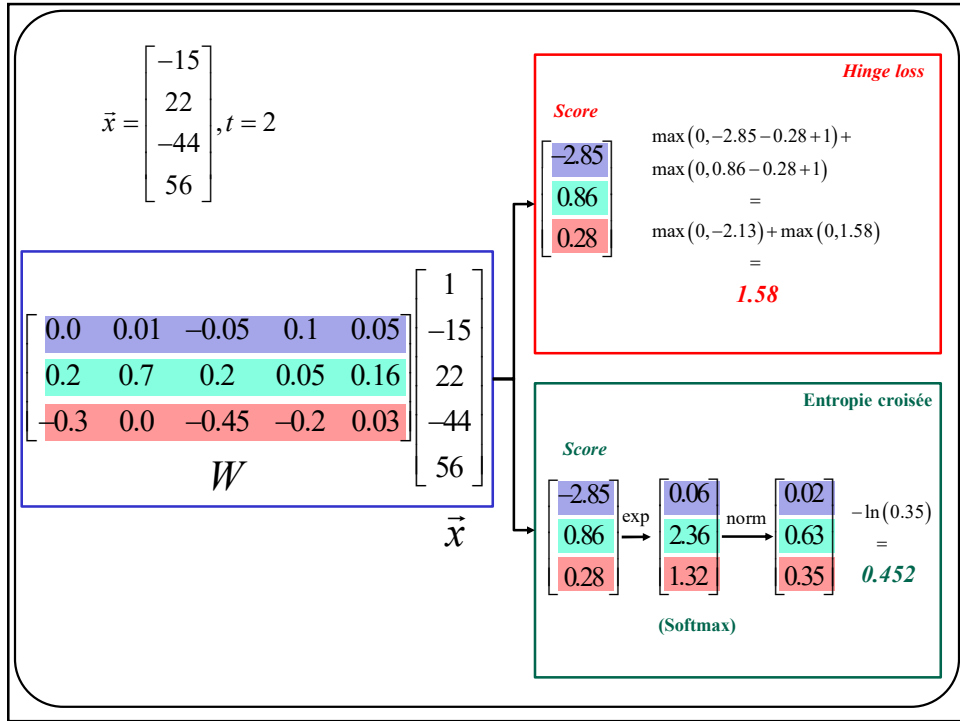 x⃗ = [−15 22 −44 56], t = 2
Hinge loss
Score
−2.85
0.86
0.28
max(0,−2.85−0.28+1)+
max(0,0.86−0.28+1)
=
max(0,−2.13)+max(0,1.58)
=
1.58
0.0 0.01 −0.05 0.1 0.05
0.2 0.7 0.2 0.05 0.16
−0.3 0.0 −0.45 −0.2 0.03
W
1
−15
22
−44
56
x⃗
Entropie croisée
Score
−2.85
0.86
0.28
exp
0.06
2.36
1.32
norm
0.02
0.63
0.35
−ln(0.35)
=
0.452
(Softmax)